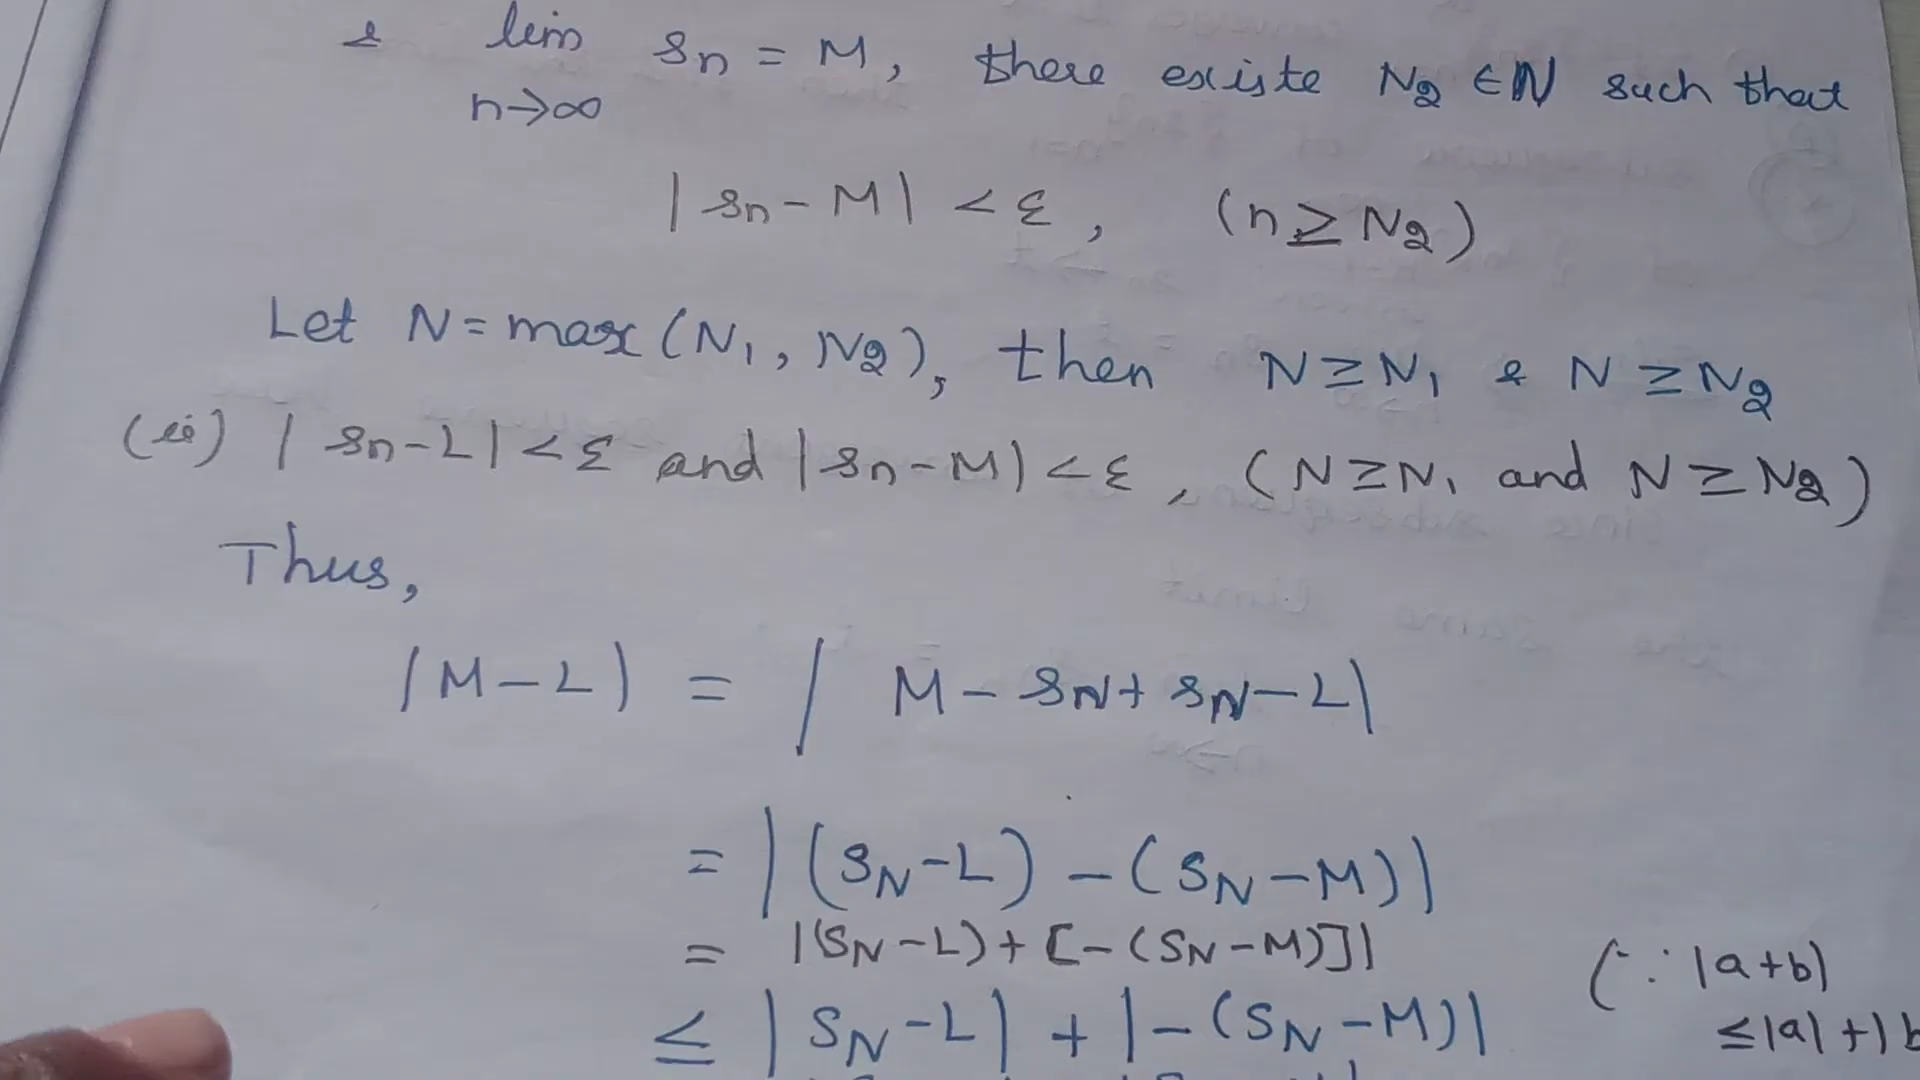 & lim sn = M, there exists N2 ∈ N such that
n→∞
|sn - M| < ε, (n ≥ N2)
Let N = max (N1, N2), then N ≥ N1 & N ≥ N2
(ie) |sn - L| < ε and |sn - M| < ε, (N ≥ N1 and N ≥ N2)
Thus,
|M - L| = | M - sN + sN - L|
= |(sN - L) - (sN - M)|
= |(sN - L) + [-(sN - M)]| (∵ |a+b|
≤ |sN - L| + |-(sN - M)| ≤ |a| + |b